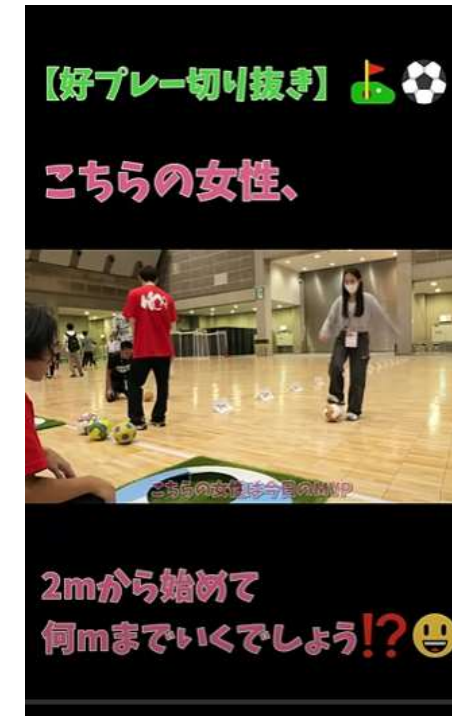 【好プレー切り抜き】⛳⚽
こちらの女性、
こちらの女性は今日のMVP
2mから始めて
何mまでいくでしょう⁉️😃